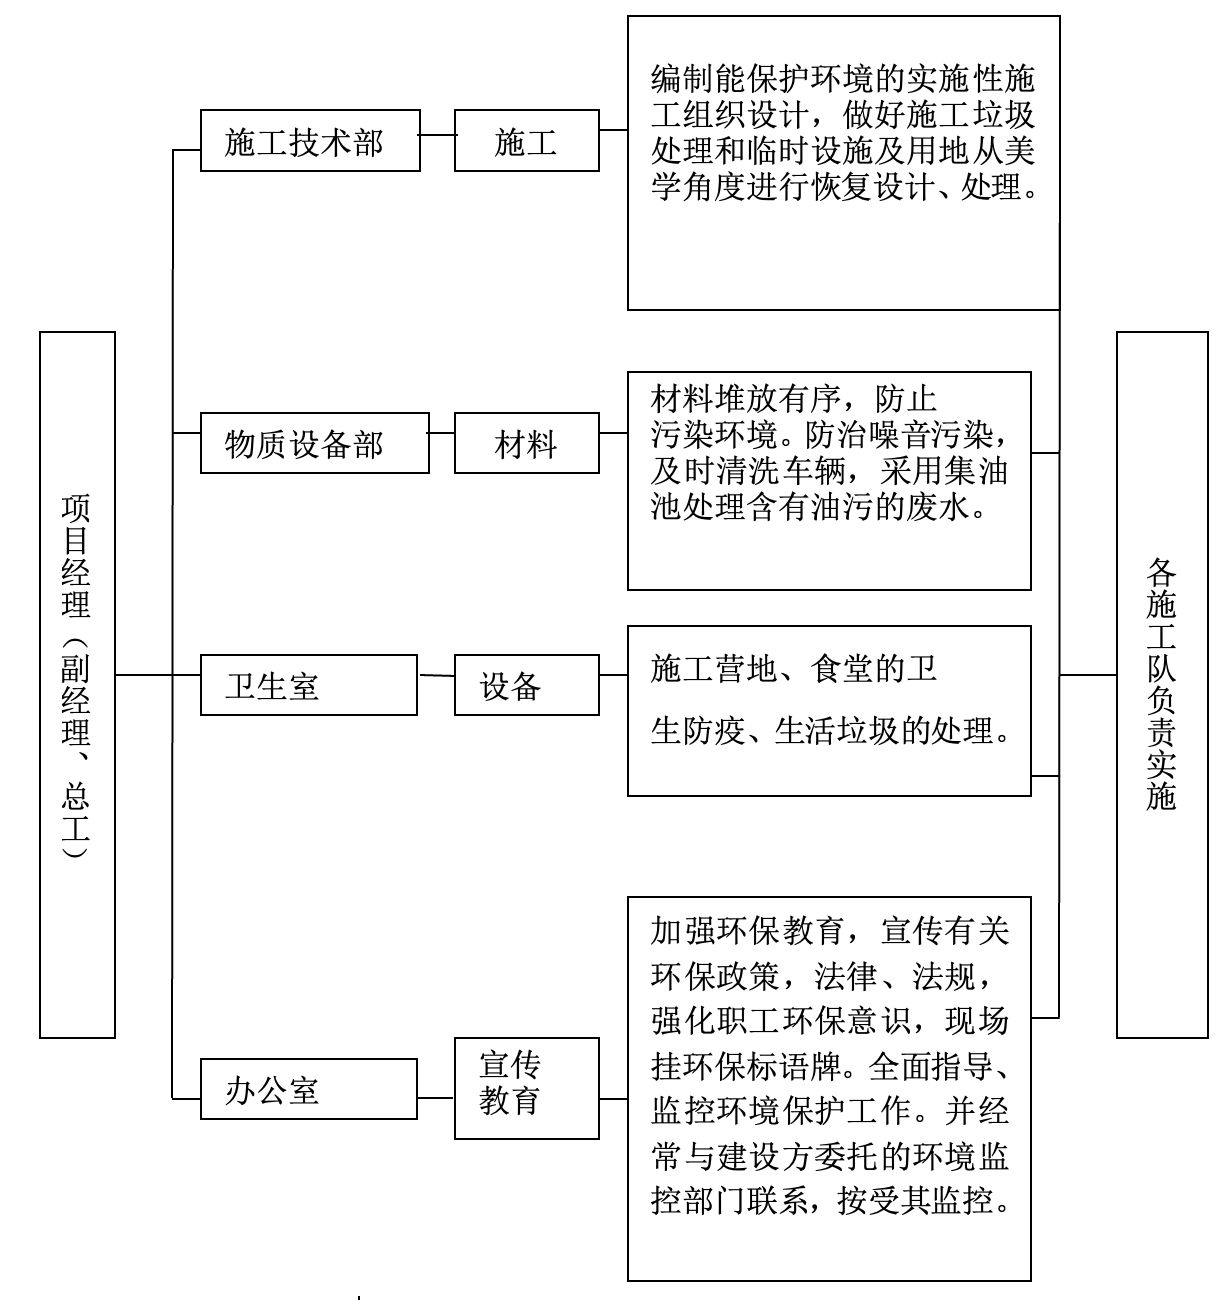 项目经理（副经理、总工）
施工技术部
施工
编制能保护环境的实施性施
工组织设计，做好施工垃圾
处理和临时设施及用地从美
学角度进行恢复设计、处理。
物质设备部
材料
材料堆放有序，防止
污染环境。防治噪音污染，
及时清洗车辆，采用集油
池处理含有油污的废水。
卫生室
设备
施工营地、食堂的卫
生防疫、生活垃圾的处理。
办公室
宣传
教育
加强环保教育，宣传有关
环保政策，法律、法规，
强化职工环保意识，现场
挂环保标语牌。全面指导、
监控环境保护工作。并经
常与建设方委托的环境监
控部门联系，按受其监控。
各施工队负责实施